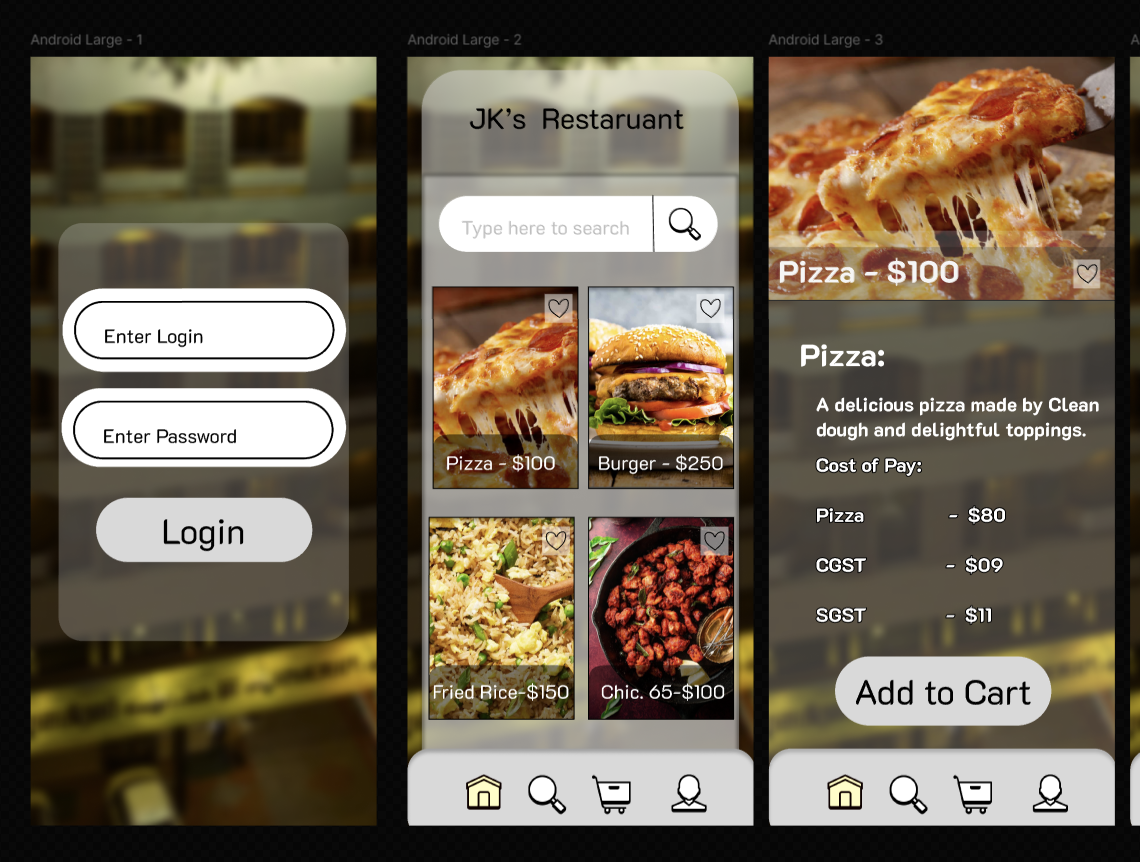 Android Large - 1
Enter Login
Enter Password
Login
Android Large - 2
JK's Restaruant
Type here to search
Pizza - $100
Burger - $250
Fried Rice-$150
Chic. 65-$100
Android Large - 3
Pizza - $100
Pizza:
A delicious pizza made by Clean
dough and delightful toppings.
Cost of Pay:
Pizza - $80
CGST - $09
SGST - $11
Add to Cart